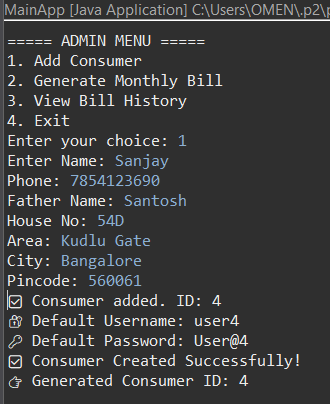 MainApp [Java Application] C:\Users\OMEN\.p2\p
===== ADMIN MENU =====
1. Add Consumer
2. Generate Monthly Bill
3. View Bill History
4. Exit
Enter your choice: 1
Enter Name: Sanjay
Phone: 7854123690
Father Name: Santosh
House No: 54D
Area: Kudlu Gate
City: Bangalore
Pincode: 560061
☑ Consumer added. ID: 4
🔐 Default Username: user4
🔑 Default Password: User@4
☑ Consumer Created Successfully!
👉 Generated Consumer ID: 4